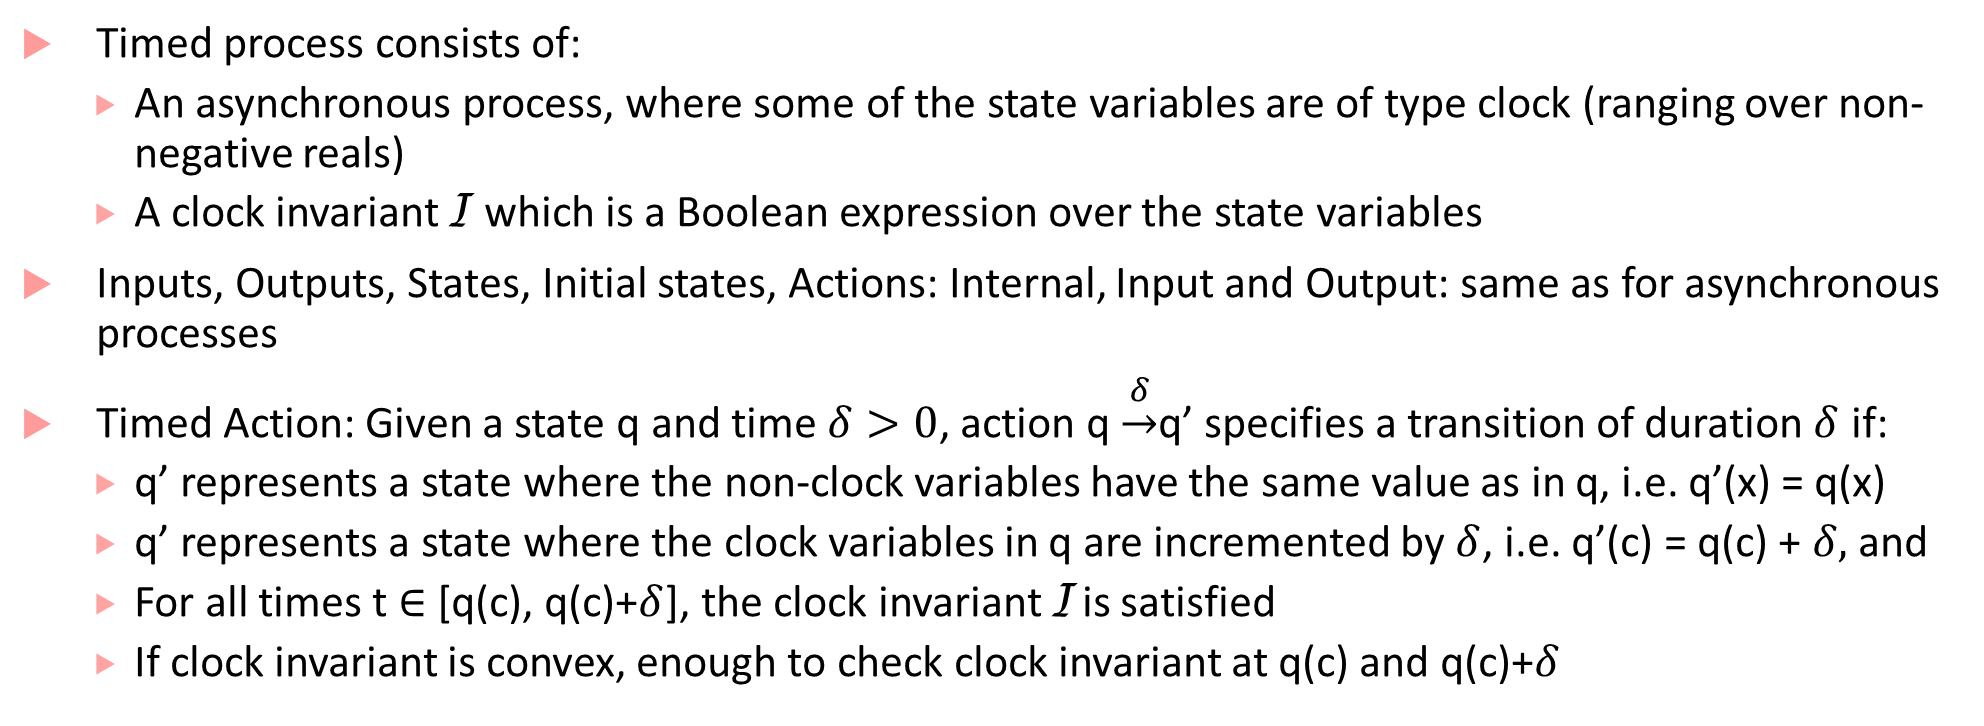 Timed process consists of:
An asynchronous process, where some of the state variables are of type clock (ranging over non-
negative reals)
A clock invariant 𝐼 which is a Boolean expression over the state variables
Inputs, Outputs, States, Initial states, Actions: Internal, Input and Output: same as for asynchronous
processes
Timed Action: Given a state q and time 𝛿 > 0, action q →^𝛿 q’ specifies a transition of duration 𝛿 if:
q’ represents a state where the non-clock variables have the same value as in q, i.e. q’(x) = q(x)
q’ represents a state where the clock variables in q are incremented by 𝛿, i.e. q’(c) = q(c) + 𝛿, and
For all times t ∈ [q(c), q(c)+𝛿], the clock invariant 𝐼 is satisfied
If clock invariant is convex, enough to check clock invariant at q(c) and q(c)+𝛿